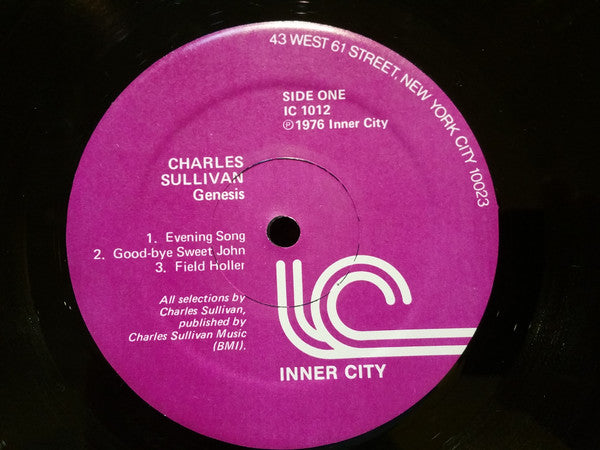 43 WEST 61 STREET, NEW YORK CITY 10023
SIDE ONE
IC 1012
℗1976 Inner City
CHARLES
SULLIVAN
Genesis
1. Evening Song
2. Good-bye Sweet John
3. Field Holler
All selections by
Charles Sullivan,
published by
Charles Sullivan Music
(BMI).
IC
INNER CITY